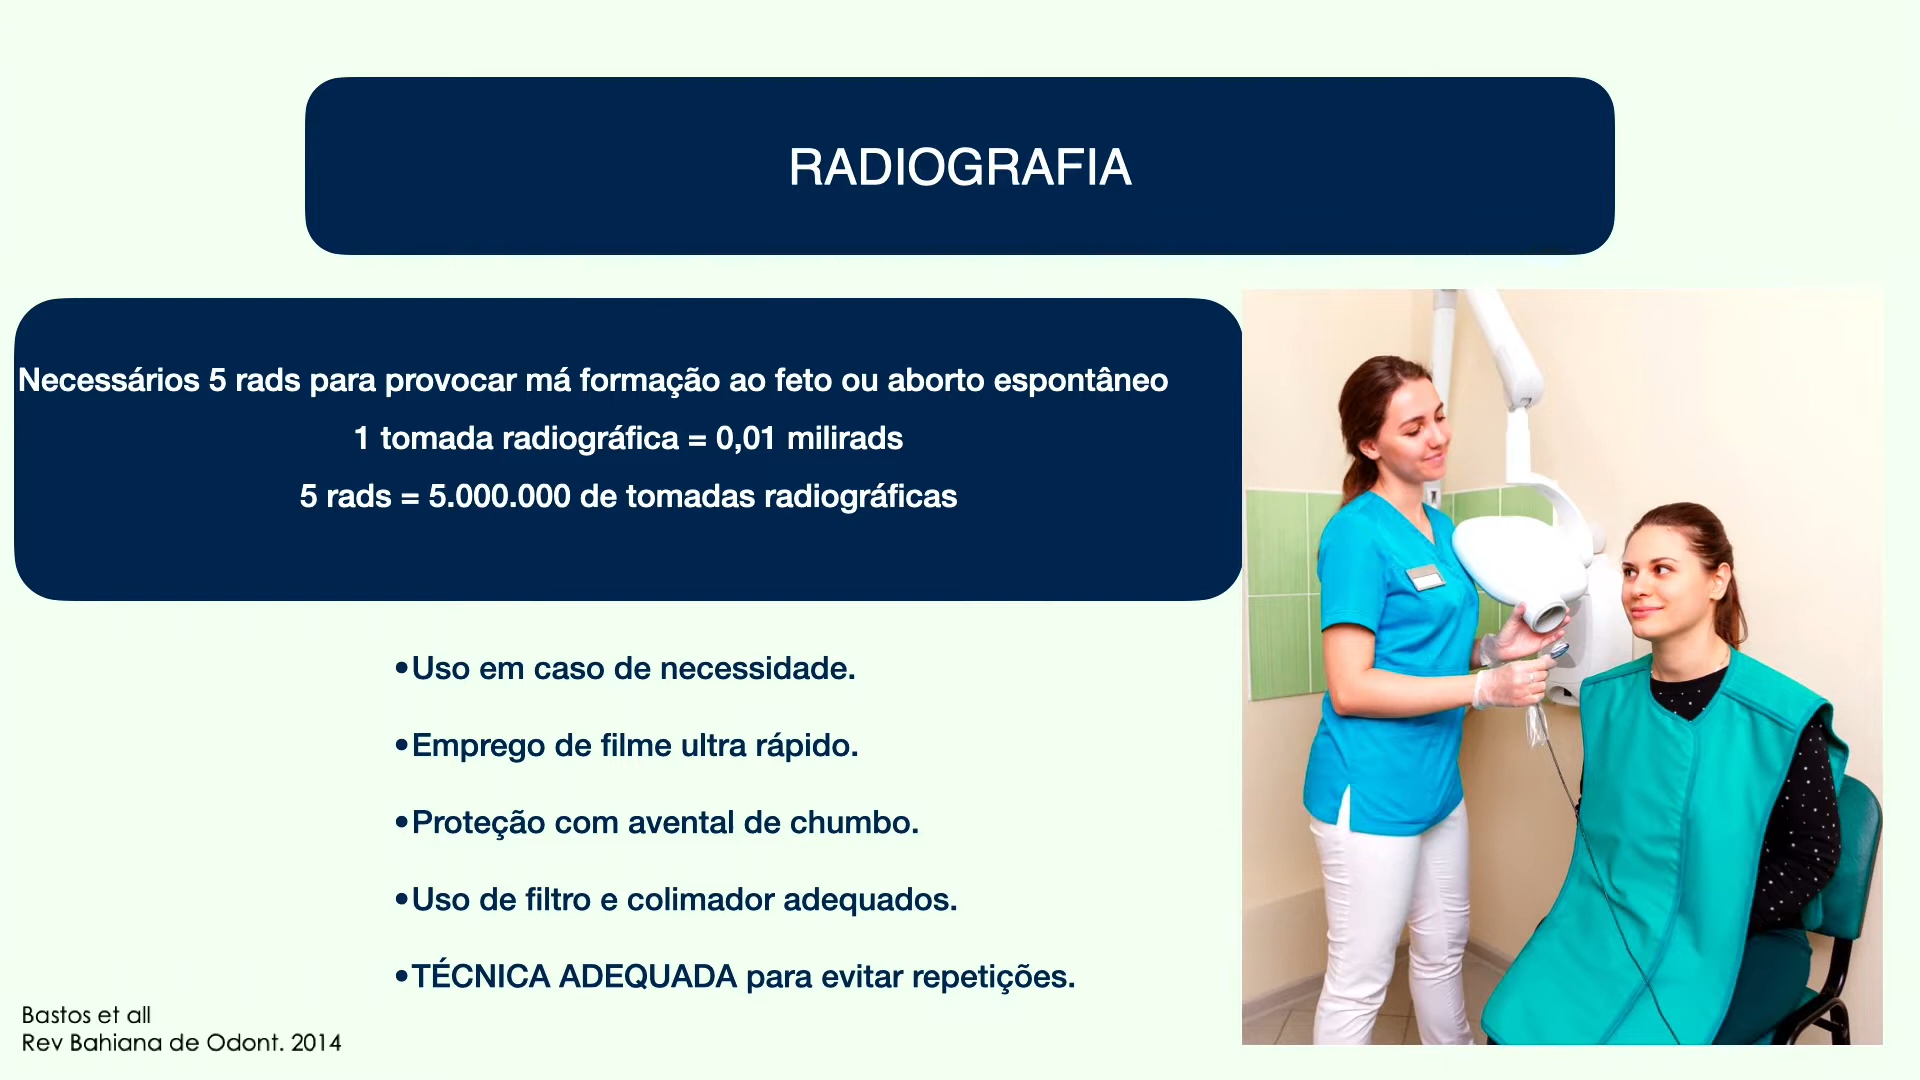 RADIOGRAFIA
Necessários 5 rads para provocar má formação ao feto ou aborto espontâneo
1 tomada radiográfica = 0,01 milirads
5 rads = 5.000.000 de tomadas radiográficas
•Uso em caso de necessidade.
•Emprego de filme ultra rápido.
•Proteção com avental de chumbo.
•Uso de filtro e colimador adequados.
•TÉCNICA ADEQUADA para evitar repetições.
Bastos et all
Rev Bahiana de Odont. 2014